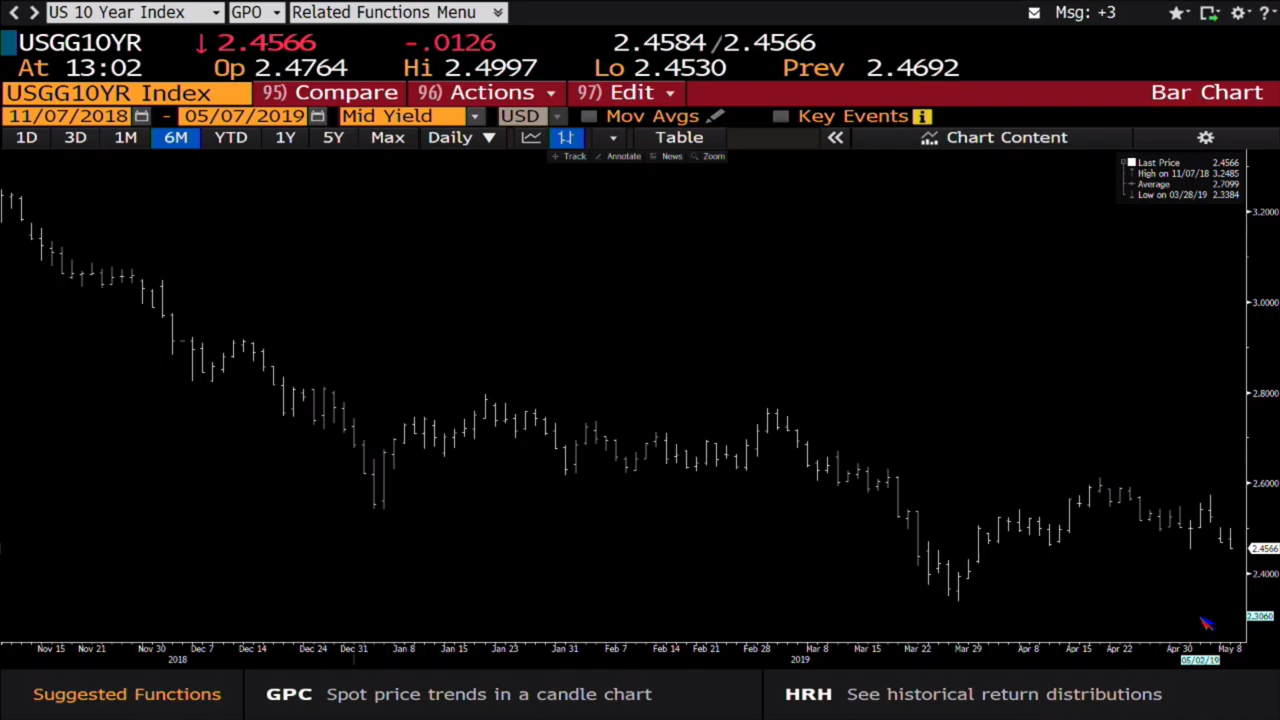 US 10 Year Index GPO Related Functions Menu Msg: +3
USGG10YR ↓ 2.4566 -.0126 2.4584/2.4566
At 13:02 Op 2.4764 Hi 2.4997 Lo 2.4530 Prev 2.4692
USGG10YR Index 95) Compare 96) Actions 97) Edit Bar Chart
11/07/2018 - 05/07/2019 Mid Yield USD Mov Avgs Key Events
1D 3D 1M 6M YTD 1Y 5Y Max Daily Table Chart Content
Track Annotate News Zoom
Last Price 2.4566
High on 11/07/18 3.2485
Average 2.7099
Low on 03/28/19 2.3384
3.2000
3.0000
2.8000
2.6000
2.4566
2.4000
2.3060
Nov 15 Nov 21 Nov 30 Dec 7 Dec 14 Dec 24 Dec 31 Jan 8 Jan 15 Jan 23 Jan 31 Feb 7 Feb 14 Feb 21 Feb 28 Mar 8 Mar 15 Mar 22 Mar 29 Apr 8 Apr 15 Apr 22 Apr 30 May 8
2018 2019 05/02/19
Suggested Functions GPC Spot price trends in a candle chart HRH See historical return distributions